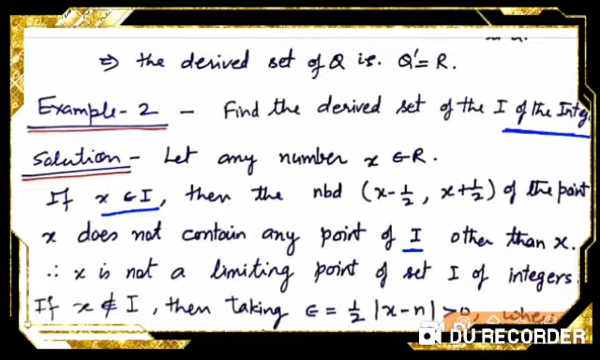 ⇒ the derived set of Q is. Q'= R.
Example-2 - Find the derived set of the I of the Integ
Solution - Let any number x ∈ R.
If x ∈ I, then the nbd (x-1/2, x+1/2) of the point
x does not contain any point of I other than x.
∴ x is not a limiting point of set I of integers.
If x ∉ I, then taking ∈ = 1/2 |x-n| >0, whe
DU RECORDER